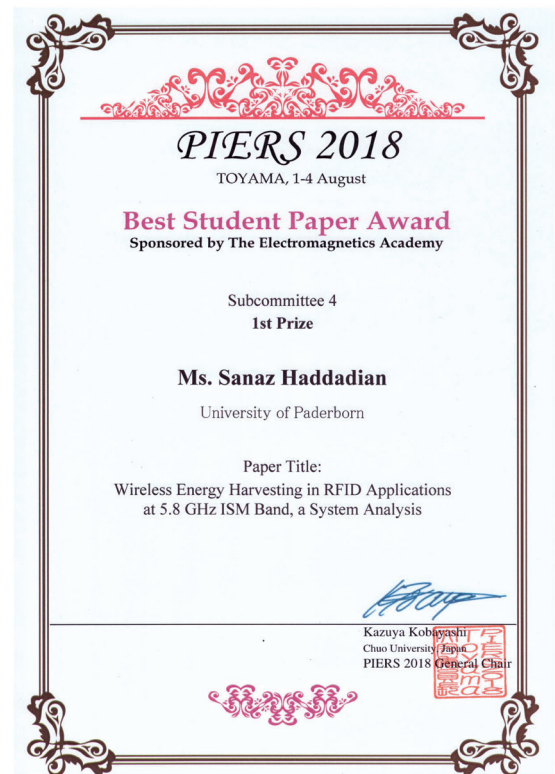 PIERS 2018
TOYAMA, 1-4 August
Best Student Paper Award
Sponsored by The Electromagnetics Academy
Subcommittee 4
1st Prize
Ms. Sanaz Haddadian
University of Paderborn
Paper Title:
Wireless Energy Harvesting in RFID Applications
at 5.8 GHz ISM Band, a System Analysis
Kazuya Kobayashi
Chuo University, Japan
PIERS 2018 General Chair